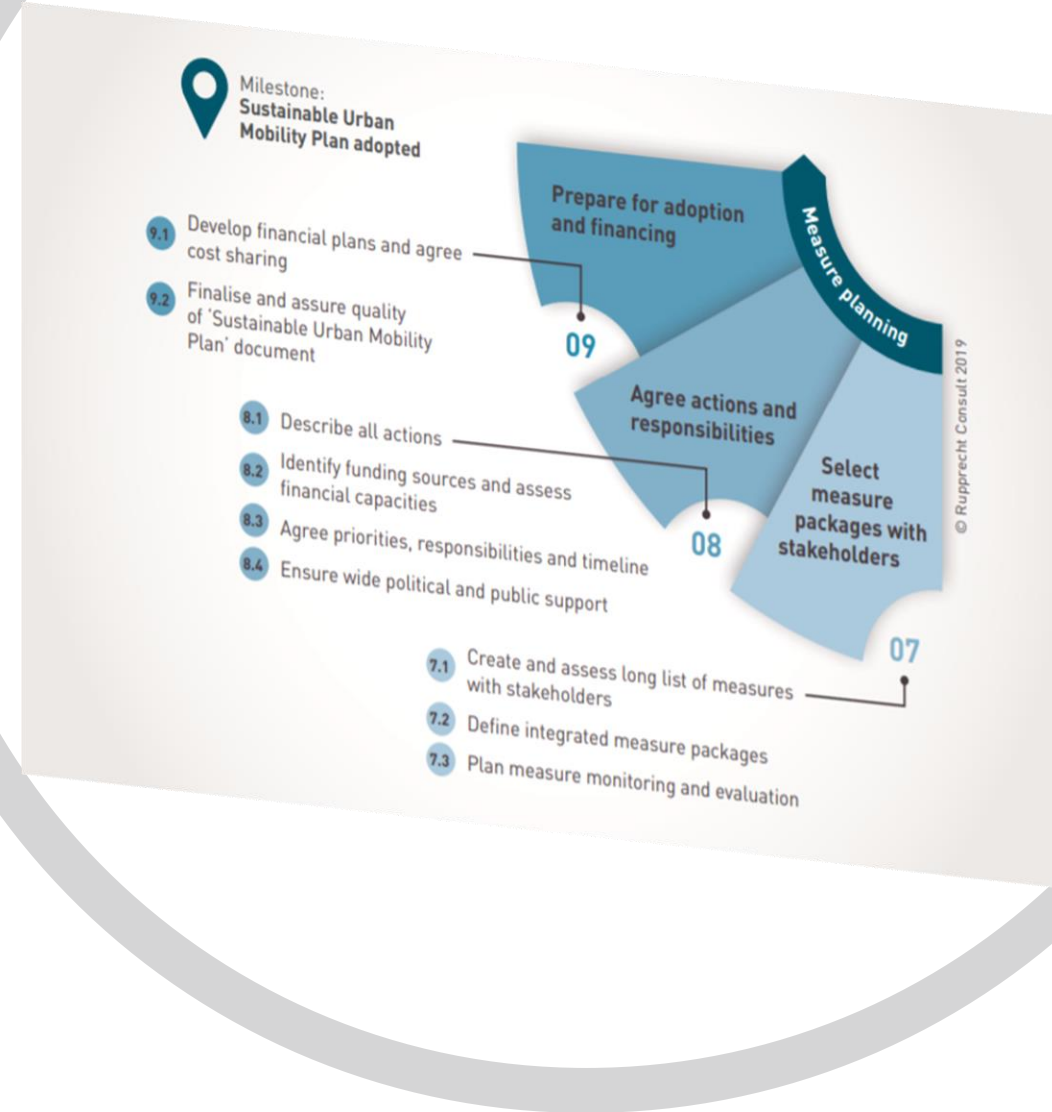 Milestone:
Sustainable Urban
Mobility Plan adopted
Prepare for adoption
and financing
Measure planning
9.1 Develop financial plans and agree
cost sharing
9.2 Finalise and assure quality
of ‘Sustainable Urban Mobility
Plan’ document
09
Agree actions and
responsibilities
© Rupprecht Consult 2019
8.1 Describe all actions
8.2 Identify funding sources and assess
financial capacities
8.3 Agree priorities, responsibilities and timeline
8.4 Ensure wide political and public support
08
Select
measure
packages with
stakeholders
07
7.1 Create and assess long list of measures
with stakeholders
7.2 Define integrated measure packages
7.3 Plan measure monitoring and evaluation